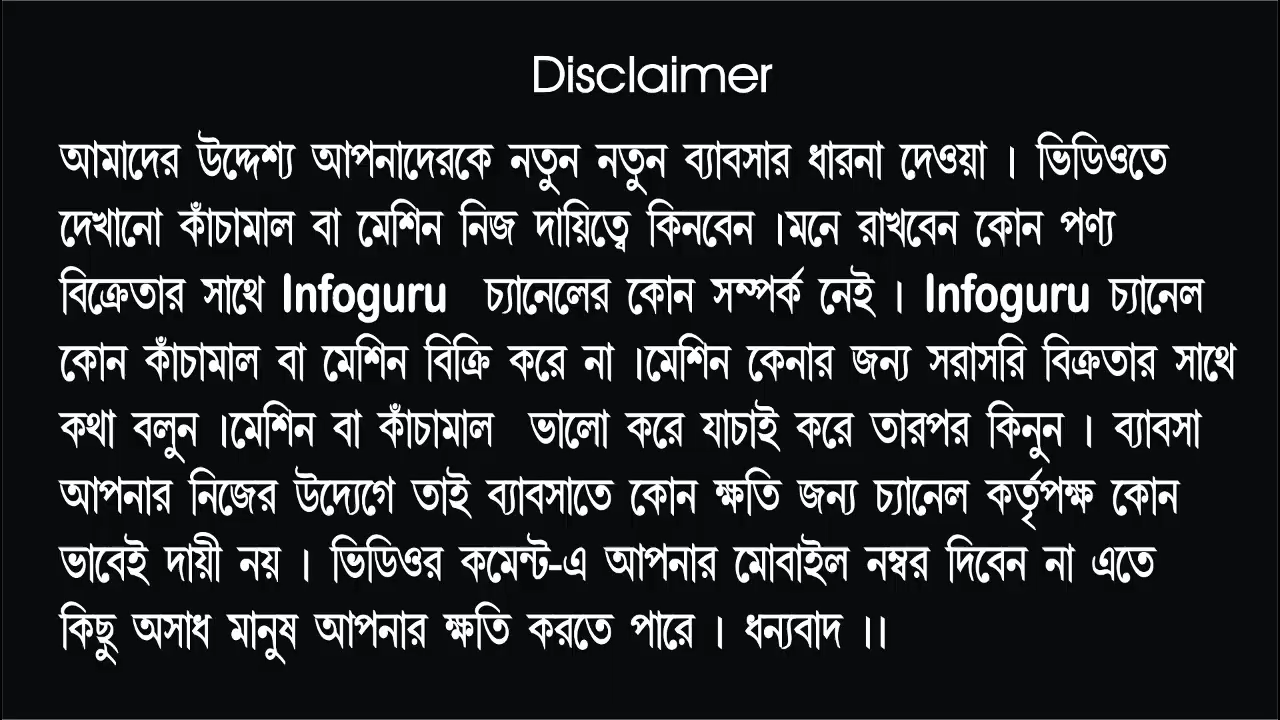 Disclaimer
আমাদের উদ্দেশ্য আপনাদেরকে নতুন নতুন ব্যাবসার ধারনা দেওয়া । ভিডিওতে
দেখানো কাঁচামাল বা মেশিন নিজ দায়িত্বে কিনবেন ।মনে রাখবেন কোন পণ্য
বিক্রেতার সাথে Infoguru চ্যানেলের কোন সম্পর্ক নেই । Infoguru চ্যানেল
কোন কাঁচামাল বা মেশিন বিক্রি করে না ।মেশিন কেনার জন্য সরাসরি বিক্রতার সাথে
কথা বলুন ।মেশিন বা কাঁচামাল ভালো করে যাচাই করে তারপর কিনুন । ব্যাবসা
আপনার নিজের উদ্যেগে তাই ব্যাবসাতে কোন ক্ষতি জন্য চ্যানেল কর্তৃপক্ষ কোন
ভাবেই দায়ী নয় । ভিডিওর কমেন্ট-এ আপনার মোবাইল নম্বর দিবেন না এতে
কিছু অসাধ মানুষ আপনার ক্ষতি করতে পারে । ধন্যবাদ ।।